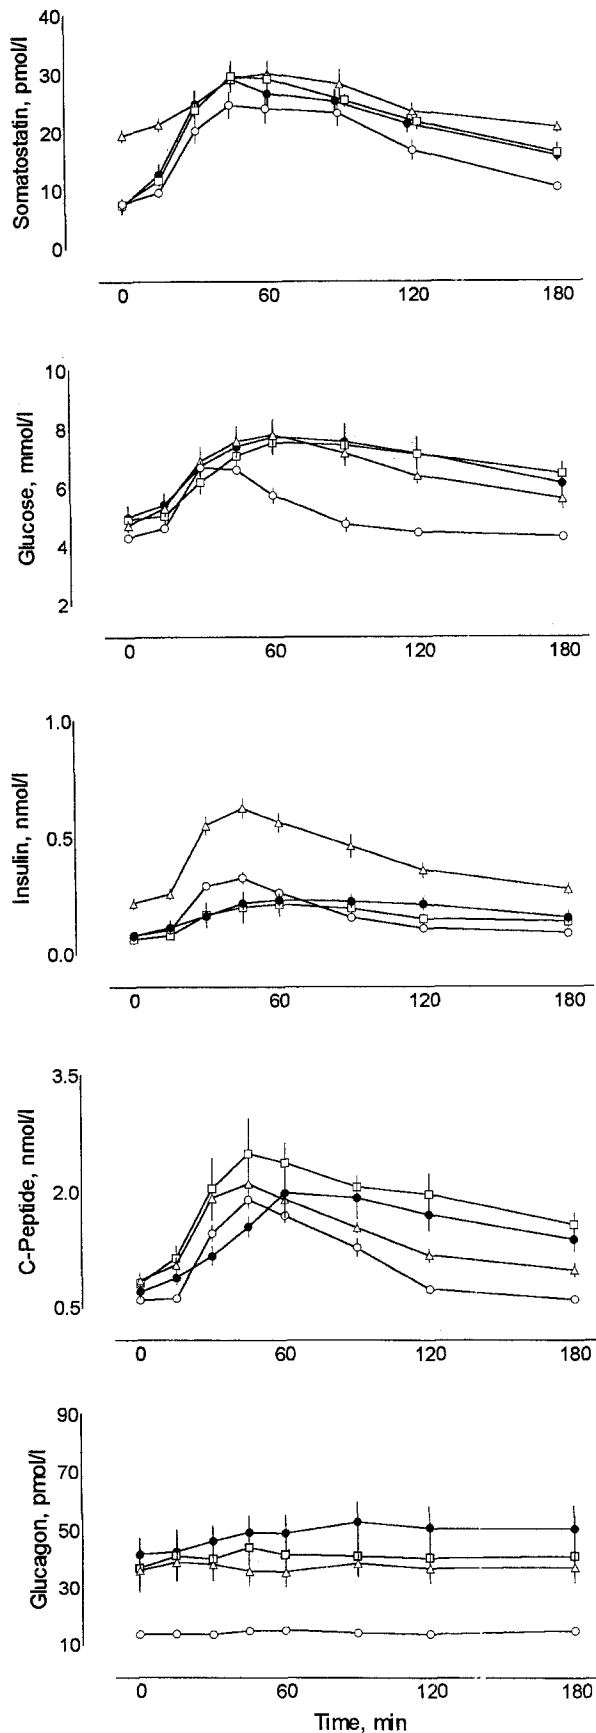 Somatostatin, pmol/l
40
30
20
10
0
0 60 120 180
Glucose, mmol/l
10
8
6
4
2
0 60 120 180
Insulin, nmol/l
1.0
0.5
0.0
0 60 120 180
C-Peptide, nmol/l
3.5
2.0
0.5
0 60 120 180
Glucagon, pmol/l
90
70
50
30
10
0 60 120 180
Time, min